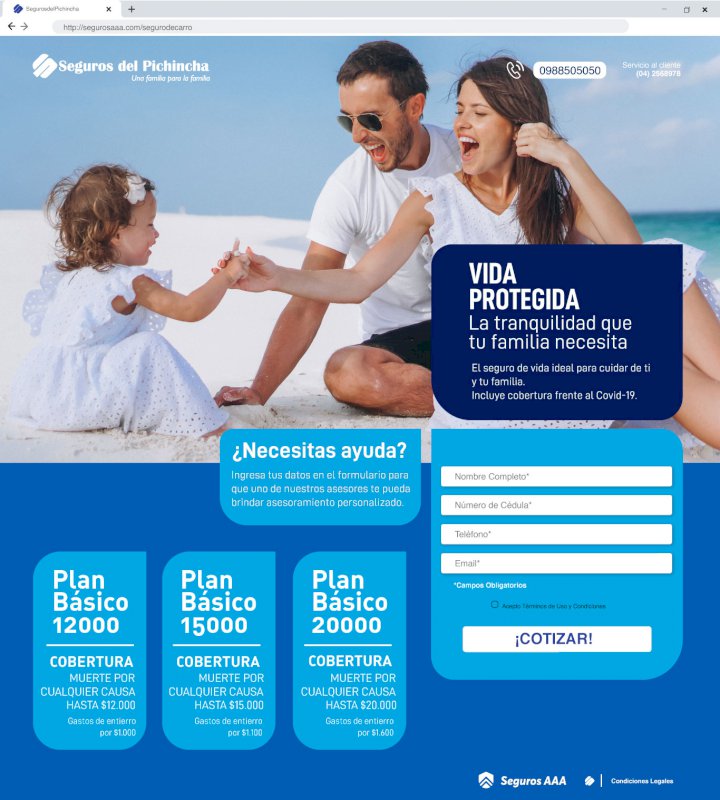 SegurosdelPichincha
http://segurosaaa.com/segurodecarro
Seguros del Pichincha
Una familia para la familia
0988505050
Servicio al cliente
(04) 2568978
VIDA
PROTEGIDA
La tranquilidad que
tu familia necesita
El seguro de vida ideal para cuidar de ti
y tu familia.
Incluye cobertura frente al Covid-19.
¿Necesitas ayuda?
Ingresa tus datos en el formulario para
que uno de nuestros asesores te pueda
brindar asesoramiento personalizado.
Nombre Completo*
Número de Cédula*
Teléfono*
Email*
*Campos Obligatorios
Acepto Términos de Uso y Condiciones
¡COTIZAR!
Plan
Básico
12000
COBERTURA
MUERTE POR
CUALQUIER CAUSA
HASTA $12.000
Gastos de entierro
por $1.000
Plan
Básico
15000
COBERTURA
MUERTE POR
CUALQUIER CAUSA
HASTA $15.000
Gastos de entierro
por $1.100
Plan
Básico
20000
COBERTURA
MUERTE POR
CUALQUIER CAUSA
HASTA $20.000
Gastos de entierro
por $1.600
Seguros AAA
Condiciones Legales